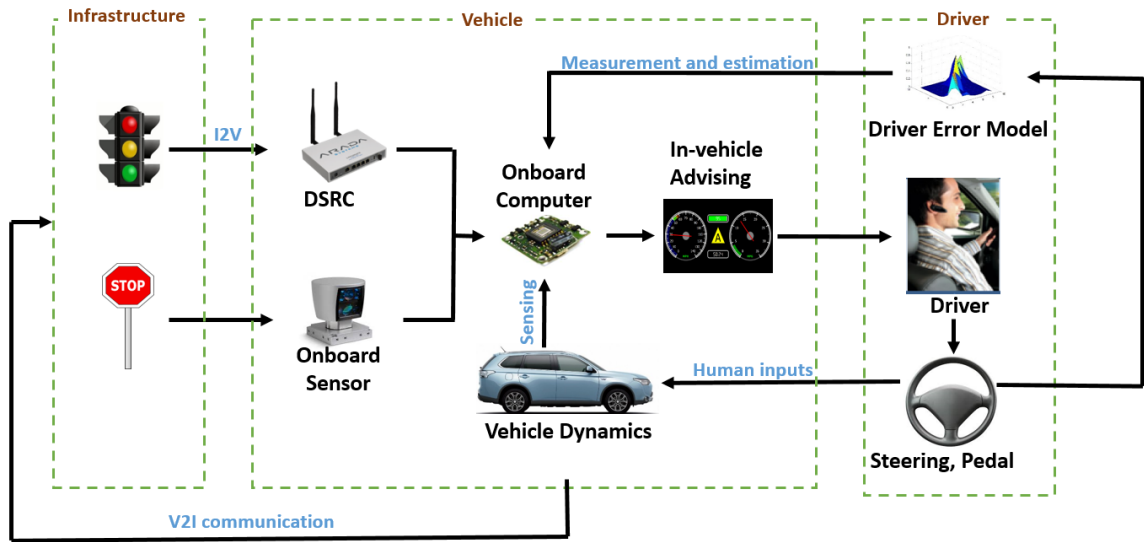 Infrastructure
Vehicle
Driver
Measurement and estimation
Driver Error Model
I2V
ARADA
DSRC
Onboard
Computer
In-vehicle
Advising
STOP
Onboard
Sensor
Sensing
Driver
Human inputs
Vehicle Dynamics
Steering, Pedal
V2I communication